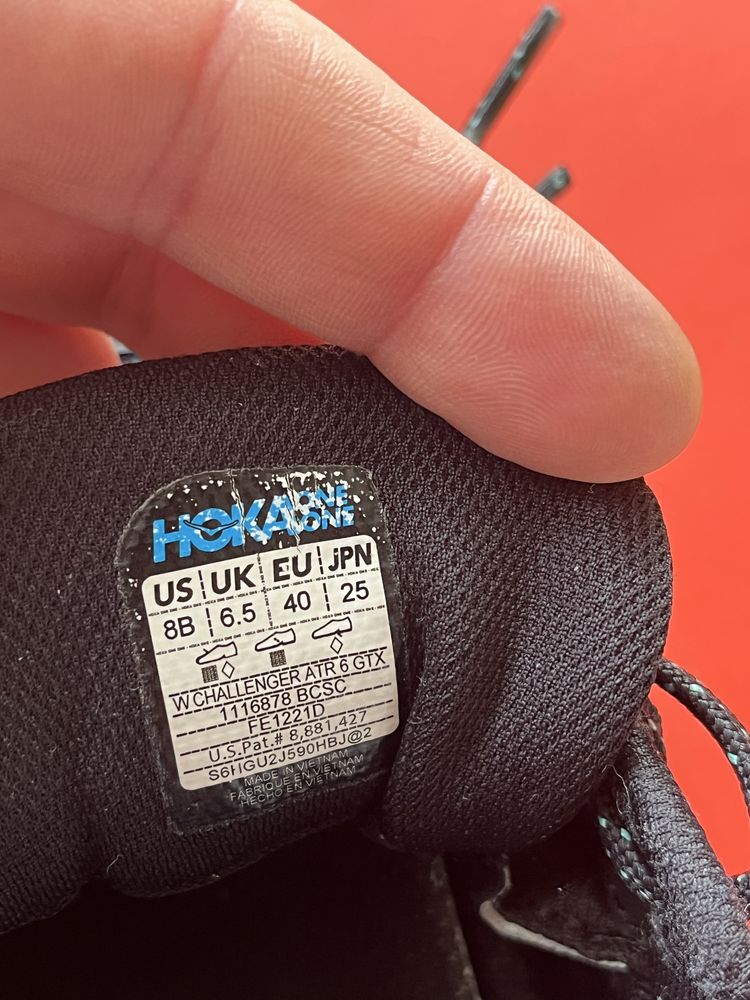 HOKA ONE ONE
US UK EU JPN
8B 6.5 40 25
W CHALLENGER ATR 6 GTX
1116878 BCSC
FE1221D
U.S.Pat.# 8,881,427
S6HGU2J590HBJ@2
MADE IN VIETNAM
FABRIQUE EN VIETNAM
HECHO EN VIETNAM